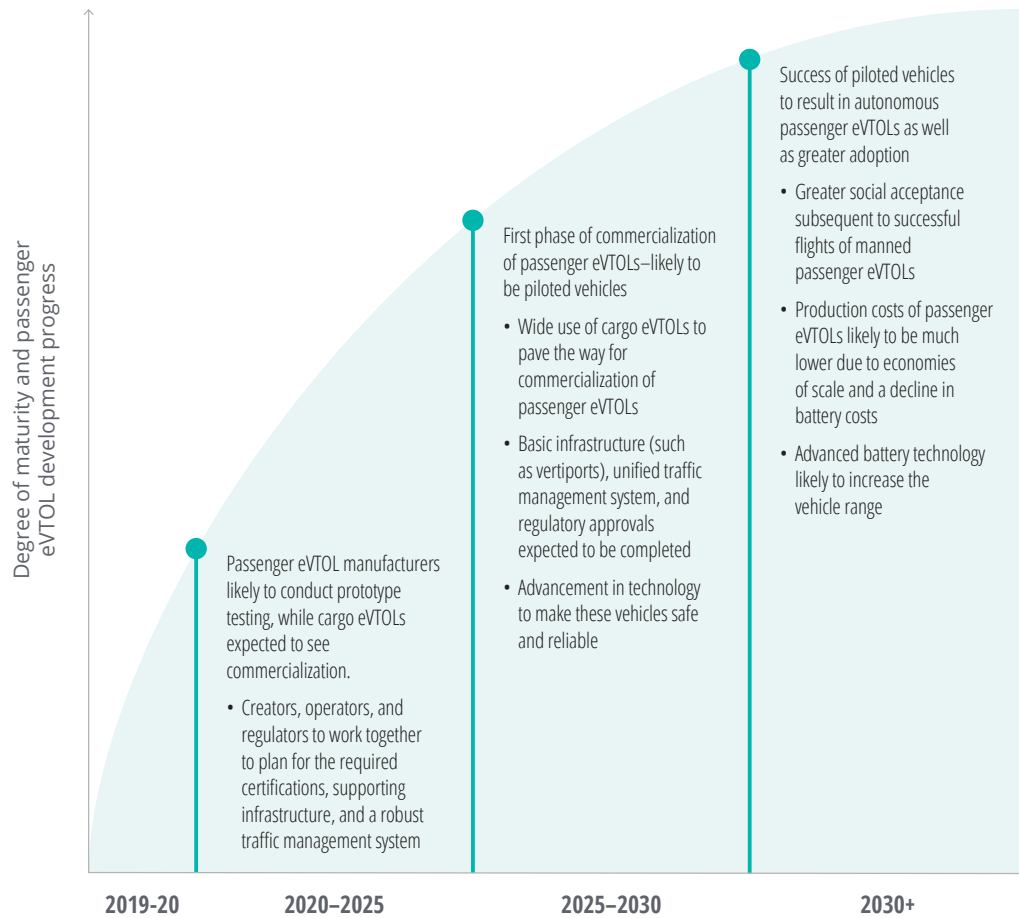 Degree of maturity and passenger
eVTOL development progress
Passenger eVTOL manufacturers
likely to conduct prototype
testing, while cargo eVTOLs
expected to see
commercialization.
• Creators, operators, and
regulators to work together
to plan for the required
certifications, supporting
infrastructure, and a robust
traffic management system
First phase of commercialization
of passenger eVTOLs–likely to
be piloted vehicles
• Wide use of cargo eVTOLs to
pave the way for
commercialization of
passenger eVTOLs
• Basic infrastructure (such
as vertiports), unified traffic
management system, and
regulatory approvals
expected to be completed
• Advancement in technology
to make these vehicles safe
and reliable
Success of piloted vehicles
to result in autonomous
passenger eVTOLs as well
as greater adoption
• Greater social acceptance
subsequent to successful
flights of manned
passenger eVTOLs
• Production costs of passenger
eVTOLs likely to be much
lower due to economies
of scale and a decline in
battery costs
• Advanced battery technology
likely to increase the
vehicle range
2019-20
2020–2025
2025–2030
2030+